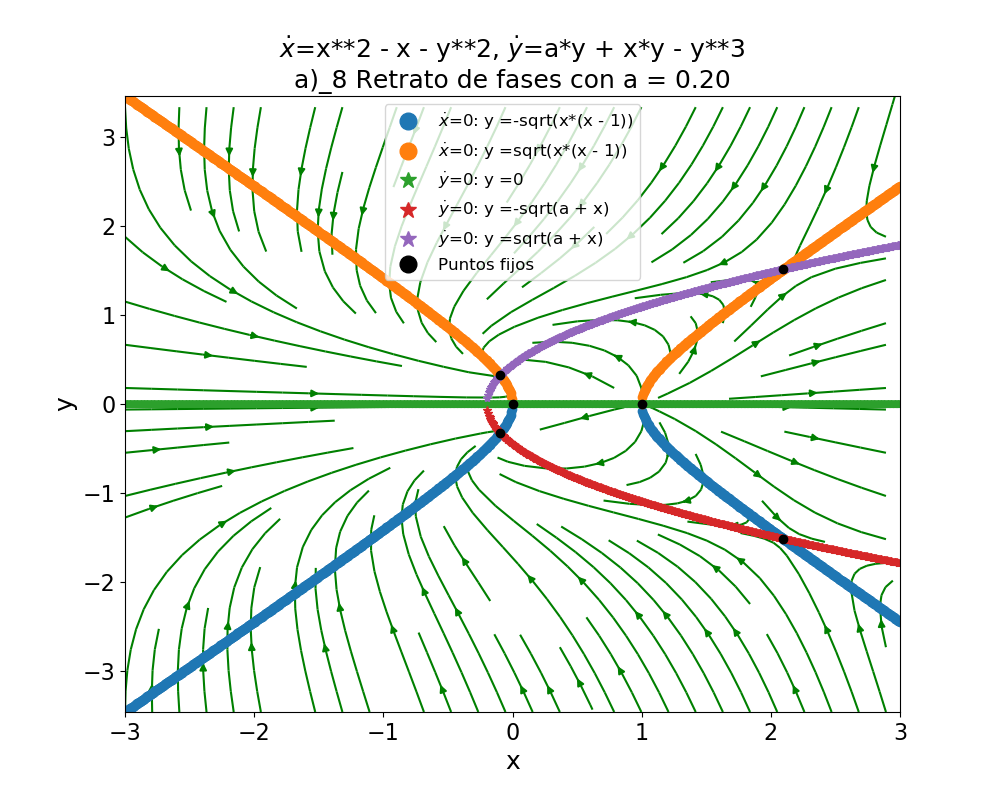 ẋ=x**2 - x - y**2, ẏ=a*y + x*y - y**3
a)_8 Retrato de fases con a = 0.20
ẋ=0: y =-sqrt(x*(x - 1))
ẋ=0: y =sqrt(x*(x - 1))
ẏ=0: y =0
ẏ=0: y =-sqrt(a + x)
ẏ=0: y =sqrt(a + x)
Puntos fijos
3
2
1
0
−1
−2
−3
y
−3 −2 −1 0 1 2 3
x